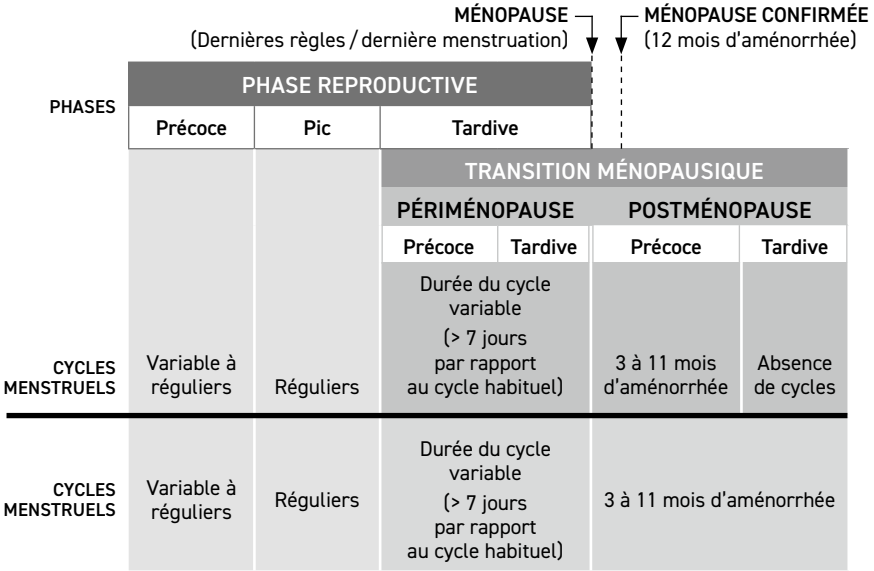 MÉNOPAUSE
(Dernières règles / dernière menstruation)
MÉNOPAUSE CONFIRMÉE
(12 mois d'aménorrhée)
PHASES
PHASE REPRODUCTIVE
Précoce
Pic
Tardive
TRANSITION MÉNOPAUSIQUE
PÉRIMÉNOPAUSE
POSTMÉNOPAUSE
Précoce
Tardive
Précoce
Tardive
CYCLES
MENSTRUELS
Variable à
réguliers
Réguliers
Durée du cycle
variable
(> 7 jours
par rapport
au cycle habituel)
3 à 11 mois
d'aménorrhée
Absence
de cycles
CYCLES
MENSTRUELS
Variable à
réguliers
Réguliers
Durée du cycle
variable
(> 7 jours
par rapport
au cycle habituel)
3 à 11 mois d'aménorrhée